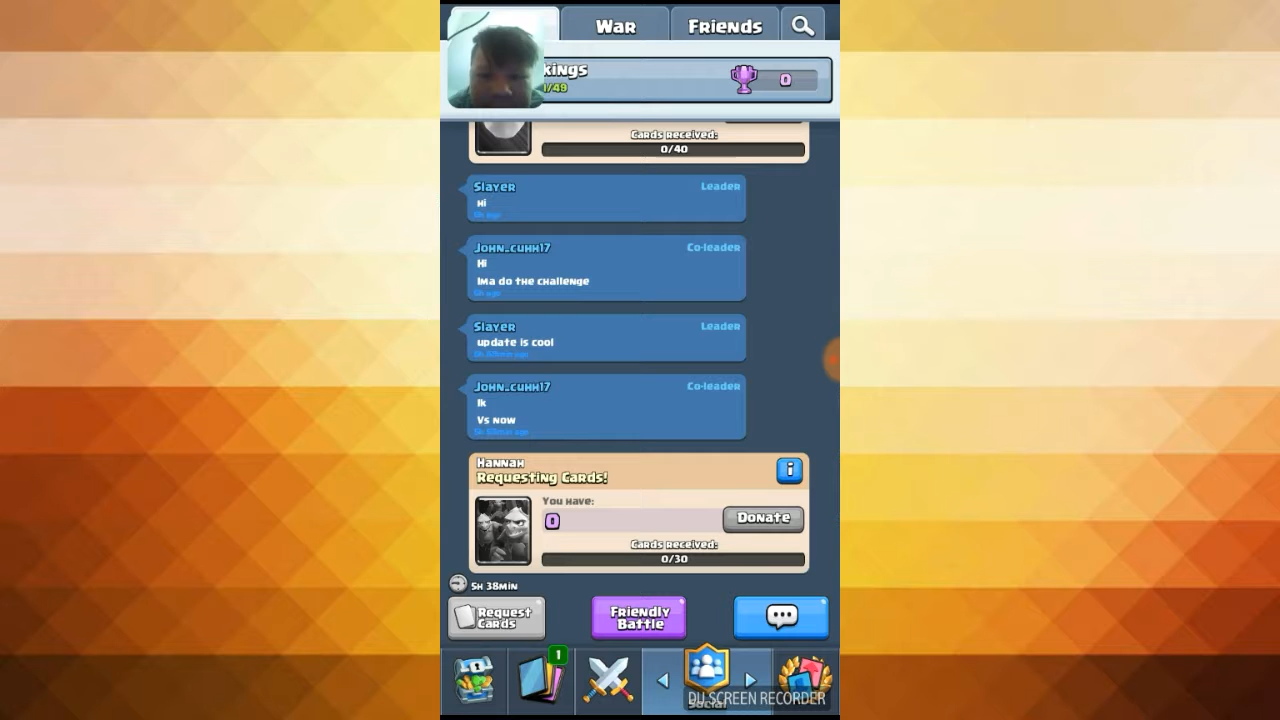 War
Friends
kings
1/49
0
Cards received:
0/40
Slayer
Leader
Hi
John_cuhh17
Co-leader
Hi
Ima do the challenge
Slayer
Leader
update is cool
John_cuhh17
Co-leader
Ik
Vs now
Hannah
Requesting Cards!
i
You have:
0
Donate
Cards received:
0/30
5h 38min
Request
Cards
Friendly
Battle
1
Social
DU SCREEN RECORDER